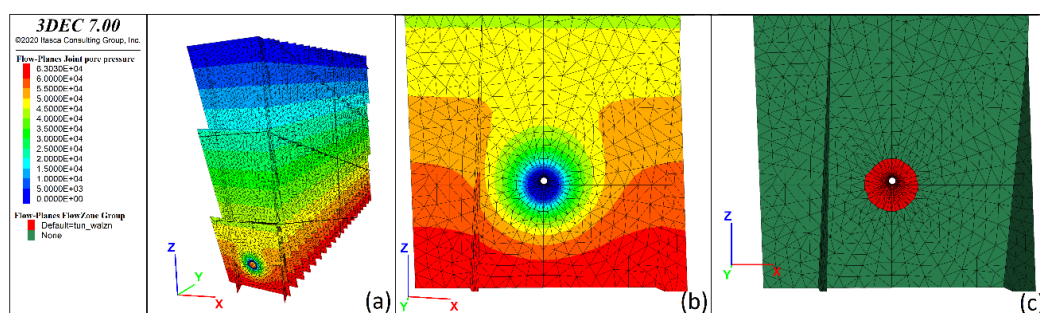 3DEC 7.00
©2020 Itasca Consulting Group, Inc.
Flow-Planes Joint pore pressure
6.3030E+04
6.0000E+04
5.5000E+04
5.0000E+04
4.5000E+04
4.0000E+04
3.5000E+04
3.0000E+04
2.5000E+04
2.0000E+04
1.5000E+04
1.0000E+04
5.0000E+03
0.0000E+00
Flow-Planes FlowZone Group
Default=tun_walzn
None
Z
Y
X
(a)
Z
Y
X
(b)
Z
X
(c)